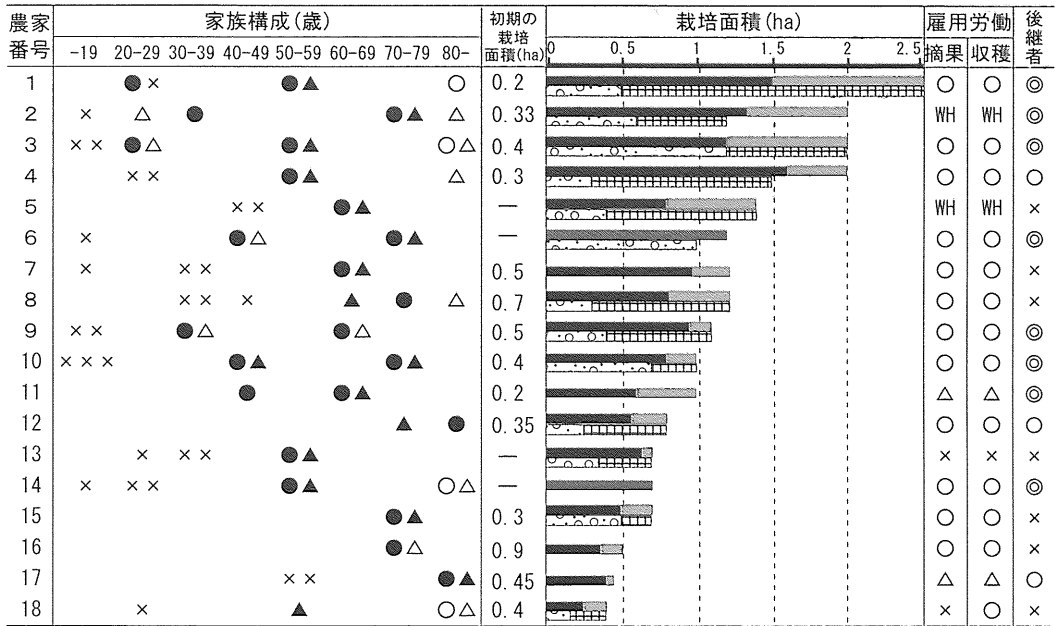 農家番号 家族構成(歳) 初期の栽培面積(ha) 栽培面積(ha) 雇用労働 後継者
-19 20-29 30-39 40-49 50-59 60-69 70-79 80- 0 0.5 1 1.5 2 2.5 摘果 収穫
1 ● × ● ▲ ○ 0.2 ○ ○ ◎
2 × △ ● ● ▲ △ 0.33 WH WH ◎
3 × × ● △ ● ▲ ○ △ 0.4 ○ ○ ◎
4 × × ● ▲ △ 0.3 ○ ○ ○
5 × × ● ▲ — WH WH ×
6 × ● △ ● ▲ — ○ ○ ◎
7 × × × ● ▲ 0.5 ○ ○ ×
8 × × × ▲ ● △ 0.7 ○ ○ ×
9 × × ● △ ● △ 0.5 ○ ○ ◎
10 × × × ● ▲ ● ▲ 0.4 ○ ○ ◎
11 ● ● ▲ 0.2 △ △ ◎
12 ▲ ● 0.35 ○ ○ ○
13 × × × ● ▲ — × × ×
14 × × × ● ▲ ○ △ — ○ ○ ◎
15 ● ▲ 0.3 ○ ○ ×
16 ● △ 0.9 ○ ○ ×
17 × × ● ▲ 0.45 △ △ ○
18 × ▲ ○ △ 0.4 × ○ ×